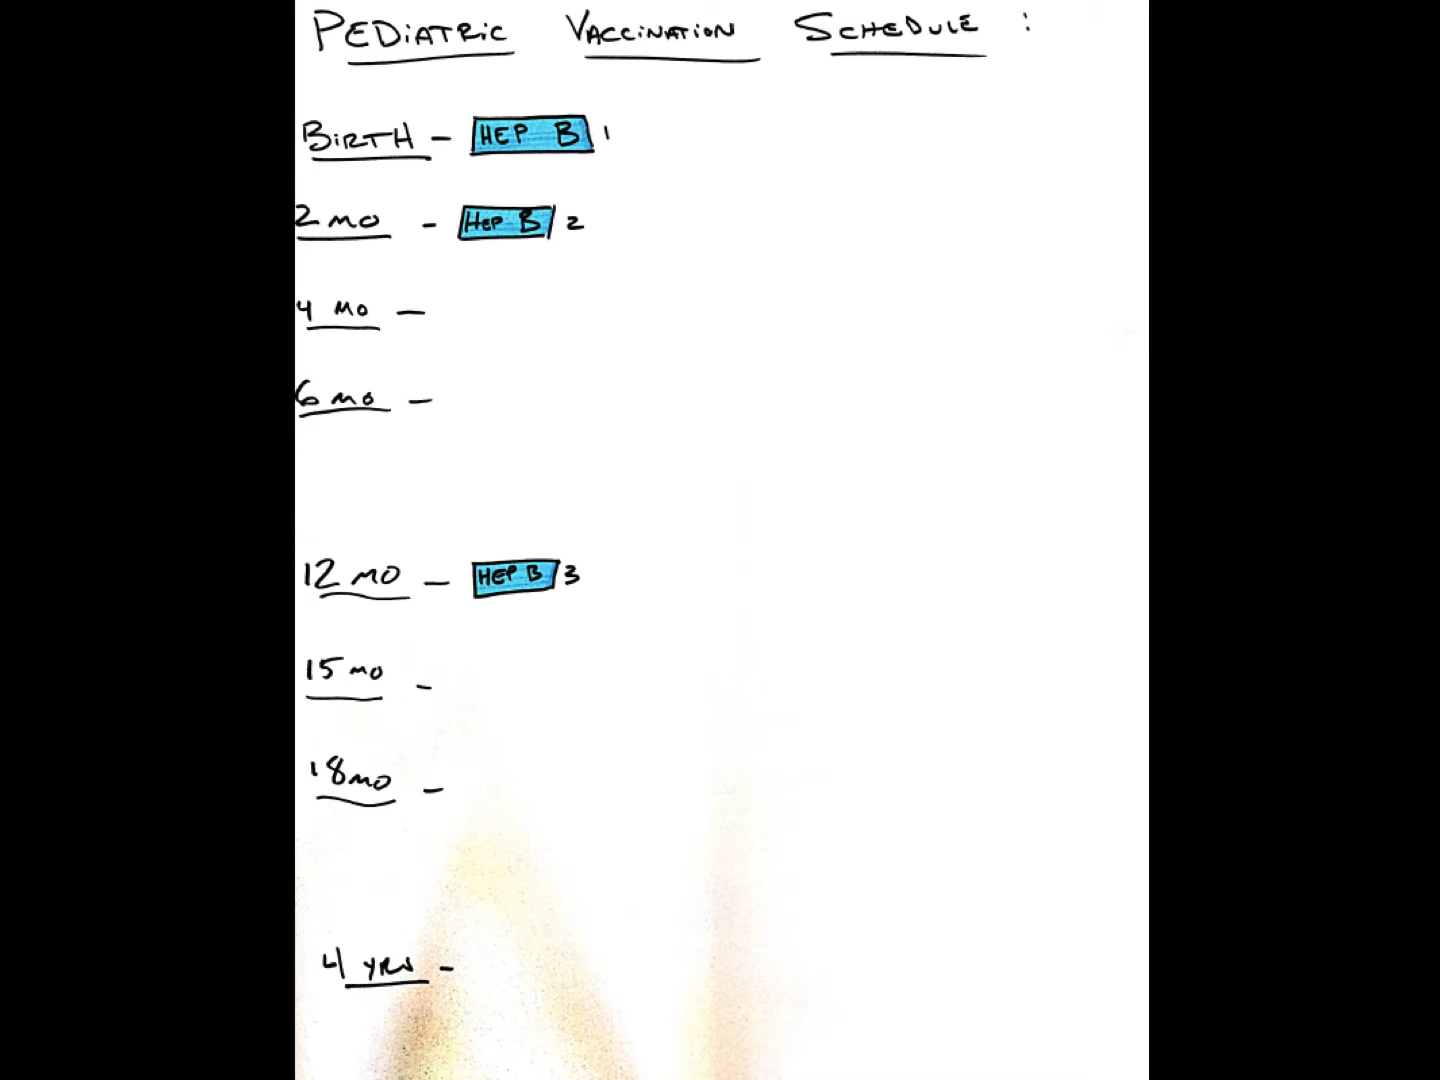 PEDiATRiC VACCiNATiON SCHEDULE :
BiRTH - HEP B 1
2 MO - HEP B 2
4 MO -
6 MO -
12 MO - HEP B 3
15 MO -
18 MO -
4 YRS -